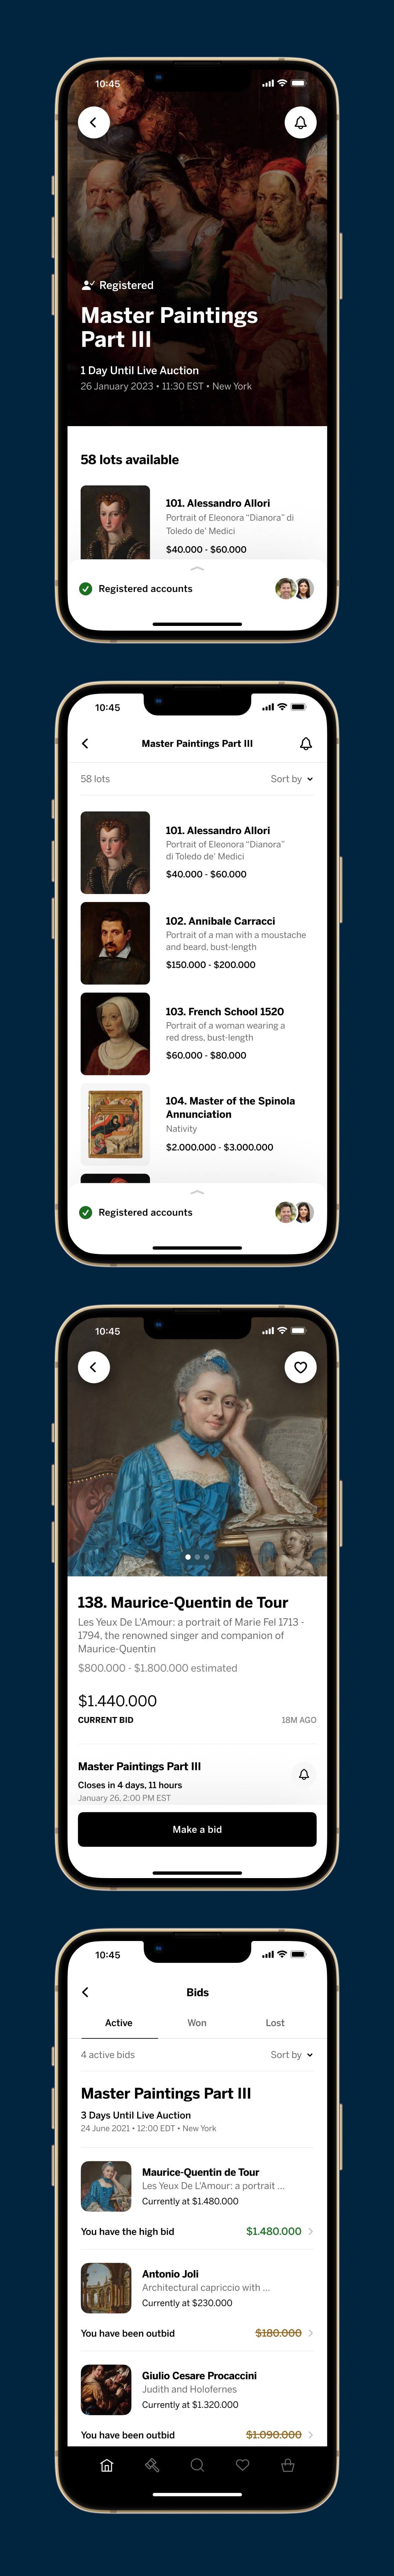 10:45
Registered
Master Paintings
Part III
1 Day Until Live Auction
26 January 2023 • 11:30 EST • New York
58 lots available
101. Alessandro Allori
Portrait of Eleonora “Dianora” di
Toledo de' Medici
$40.000 - $60.000
Registered accounts
10:45
Master Paintings Part III
58 lots
Sort by
101. Alessandro Allori
Portrait of Eleonora “Dianora”
di Toledo de' Medici
$40.000 - $60.000
102. Annibale Carracci
Portrait of a man with a moustache
and beard, bust-length
$150.000 - $200.000
103. French School 1520
Portrait of a woman wearing a
red dress, bust-length
$60.000 - $80.000
104. Master of the Spinola
Annunciation
Nativity
$2.000.000 - $3.000.000
Registered accounts
10:45
138. Maurice-Quentin de Tour
Les Yeux De L'Amour: a portrait of Marie Fel 1713 -
1794, the renowned singer and companion of
Maurice-Quentin
$800.000 - $1.800.000 estimated
$1.440.000
CURRENT BID
18M AGO
Master Paintings Part III
Closes in 4 days, 11 hours
January 26, 2:00 PM EST
Make a bid
10:45
Bids
Active
Won
Lost
4 active bids
Sort by
Master Paintings Part III
3 Days Until Live Auction
24 June 2021 • 12:00 EDT • New York
Maurice-Quentin de Tour
Les Yeux De L'Amour: a portrait ...
Currently at $1.480.000
You have the high bid
$1.480.000
Antonio Joli
Architectural capriccio with ...
Currently at $230.000
You have been outbid
$180.000
Giulio Cesare Procaccini
Judith and Holofernes
Currently at $1.320.000
You have been outbid
$1.090.000